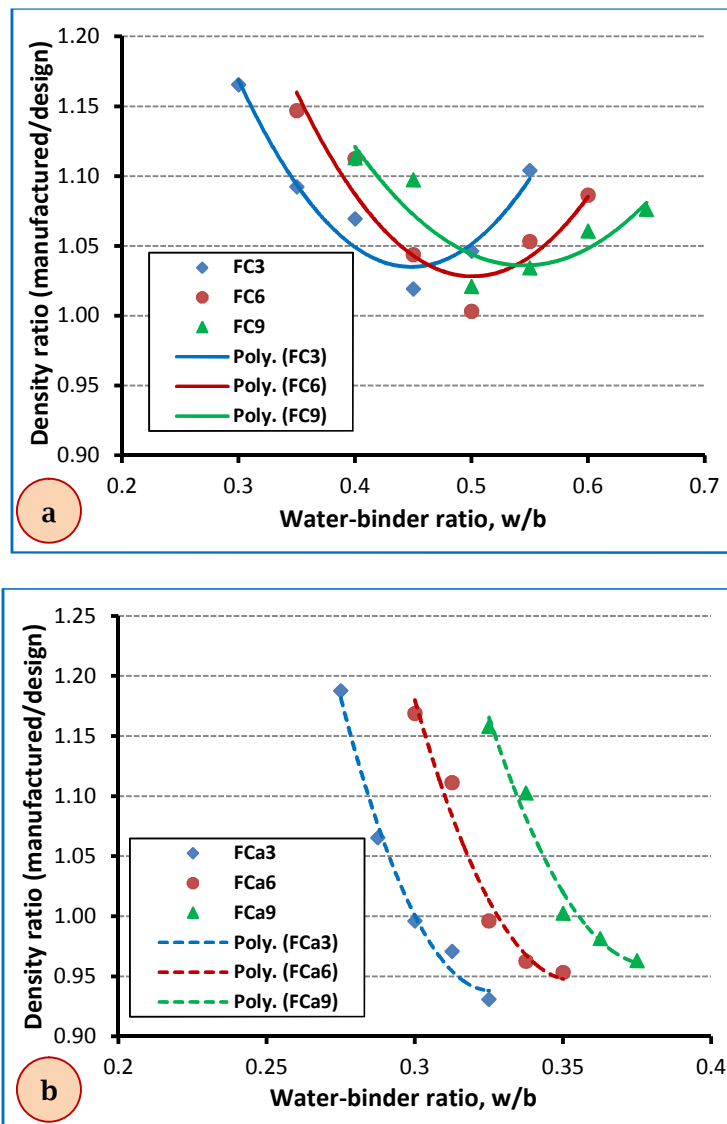 1.20
1.15
1.10
1.05
1.00
0.95
0.90
Density ratio (manufactured/design)
FC3
FC6
FC9
Poly. (FC3)
Poly. (FC6)
Poly. (FC9)
0.2 0.3 0.4 0.5 0.6 0.7
Water-binder ratio, w/b
a
1.25
1.20
1.15
1.10
1.05
1.00
0.95
0.90
Density ratio (manufactured/design)
FCa3
FCa6
FCa9
Poly. (FCa3)
Poly. (FCa6)
Poly. (FCa9)
0.2 0.25 0.3 0.35 0.4
Water-binder ratio, w/b
b